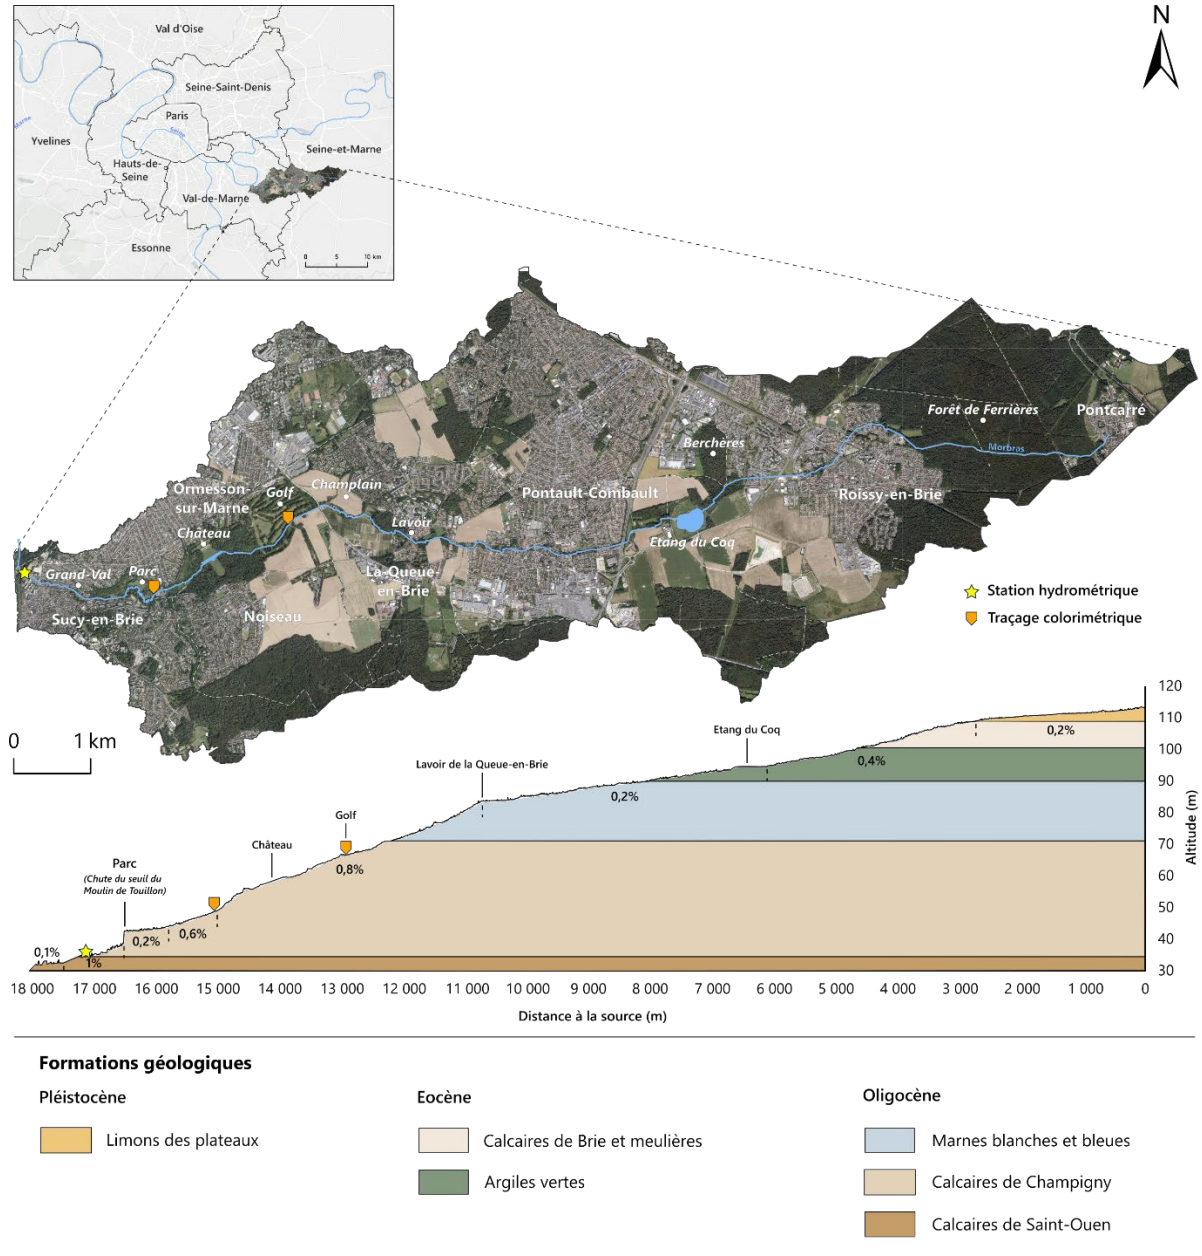 Val d'Oise
Seine-Saint-Denis
Paris
Marne
Seine
Yvelines
Seine-et-Marne
Hauts-de-
Seine
Val-de-Marne
Essonne
0 5 10 km
N
Forêt de Ferrières
Pontcarré
Berchères
Morbras
Ormesson-
sur-Marne
Golf
Champlain
Pontault-Combault
Roissy-en-Brie
Château
Lavoir
Etang du Coq
Grand-Val
Parc
La-Queue-
en-Brie
Sucy-en-Brie
Noiseau
Station hydrométrique
Traçage colorimétrique
0 1 km
120
110
100
90
80
70
60
50
40
30
Altitude (m)
Etang du Coq
Lavoir de la Queue-en-Brie
Golf
Château
Parc
(Chute du seuil du
Moulin de Touillon)
0,2%
0,4%
0,2%
0,8%
0,6%
0,2%
0,1%
1%
18 000 17 000 16 000 15 000 14 000 13 000 12 000 11 000 10 000 9 000 8 000 7 000 6 000 5 000 4 000 3 000 2 000 1 000 0
Distance à la source (m)
Formations géologiques
Pléistocène
Limons des plateaux
Eocène
Calcaires de Brie et meulières
Argiles vertes
Oligocène
Marnes blanches et bleues
Calcaires de Champigny
Calcaires de Saint-Ouen